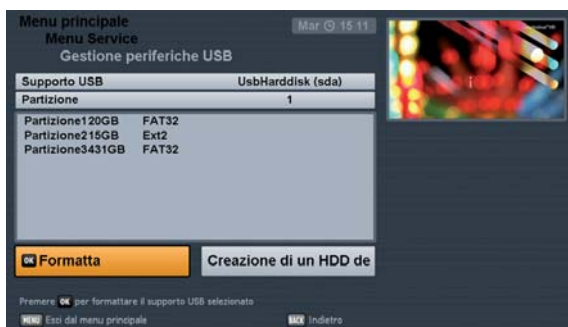 Menu principale
Mar 15 11
Menu Service
Gestione periferiche USB
Supporto USB UsbHarddisk (sda)
Partizione 1
Partizione120GB FAT32
Partizione215GB Ext2
Partizione3431GB FAT32
OK Formatta
Creazione di un HDD de
Premere OK per formattare il supporto USB selezionato
MENU Esci dal menu principale
BACK Indietro